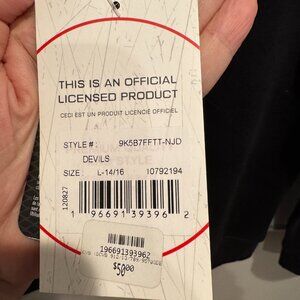 THIS IS AN OFFICIAL
LICENSED PRODUCT
CECI EST UN PRODUIT LICENCIÉ OFFICIEL
STYLE #: 9K5B7FFTT-NJD
DEVILS
SIZE: L-14/16 10792194
120827
1 96691 39396 2
196691393962
$50.00